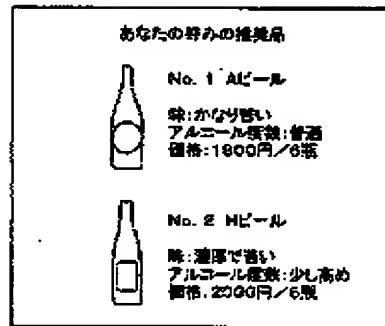 あなたの好みの推奨品
No. 1 Aビール
味:かなり苦い
アルコール度数:普通
価格:1800円/6瓶
No. 2 Hビール
味:濃厚で苦い
アルコール度数:少し高め
価格:2000円/6瓶